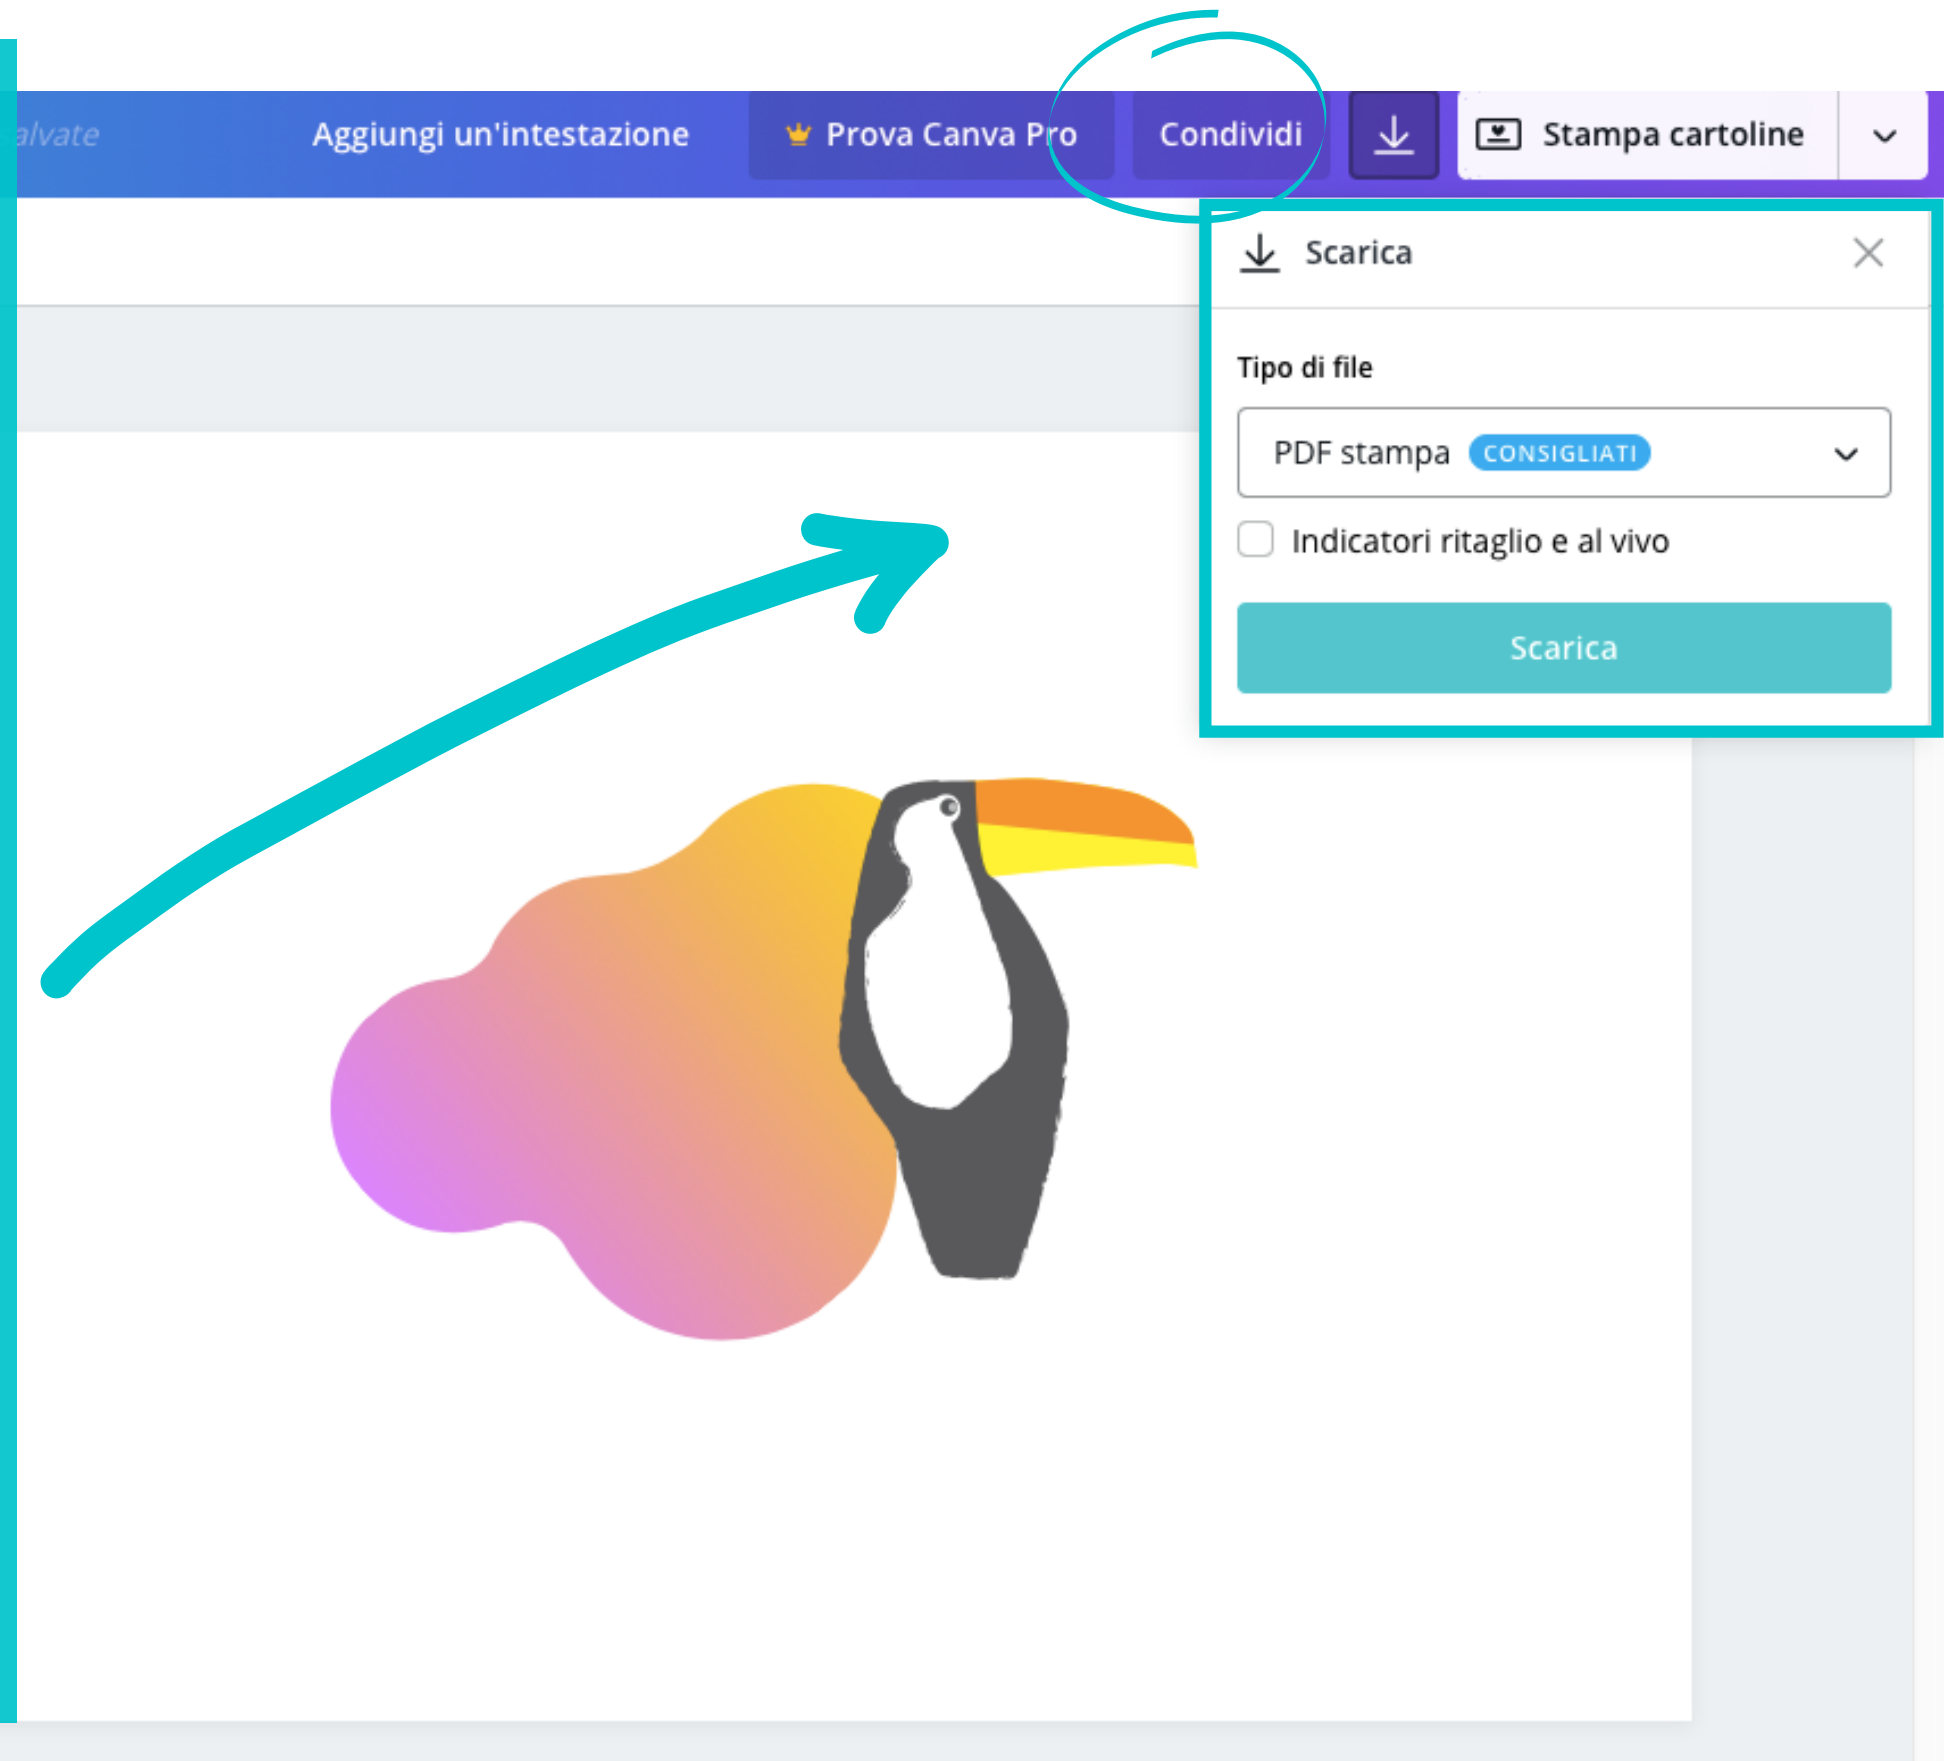 salvate
Aggiungi un'intestazione
Prova Canva Pro
Condividi
Stampa cartoline
Scarica
Tipo di file
PDF stampa CONSIGLIATI
Indicatori ritaglio e al vivo
Scarica